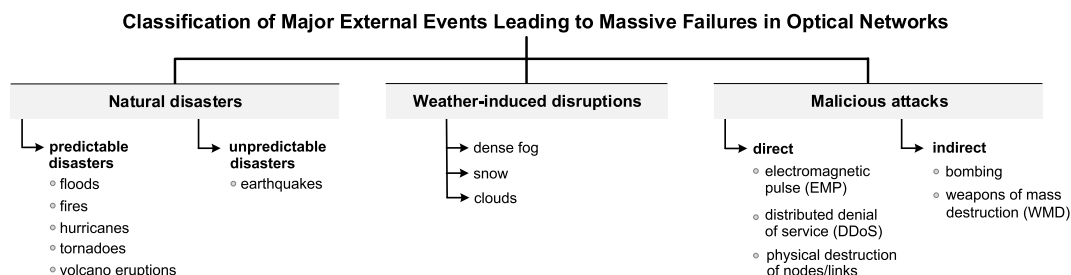 Classification of Major External Events Leading to Massive Failures in Optical Networks
Natural disasters
predictable
disasters
floods
fires
hurricanes
tornadoes
volcano eruptions
unpredictable
disasters
earthquakes
Weather-induced disruptions
dense fog
snow
clouds
Malicious attacks
direct
electromagnetic
pulse (EMP)
distributed denial
of service (DDoS)
physical destruction
of nodes/links
indirect
bombing
weapons of mass
destruction (WMD)